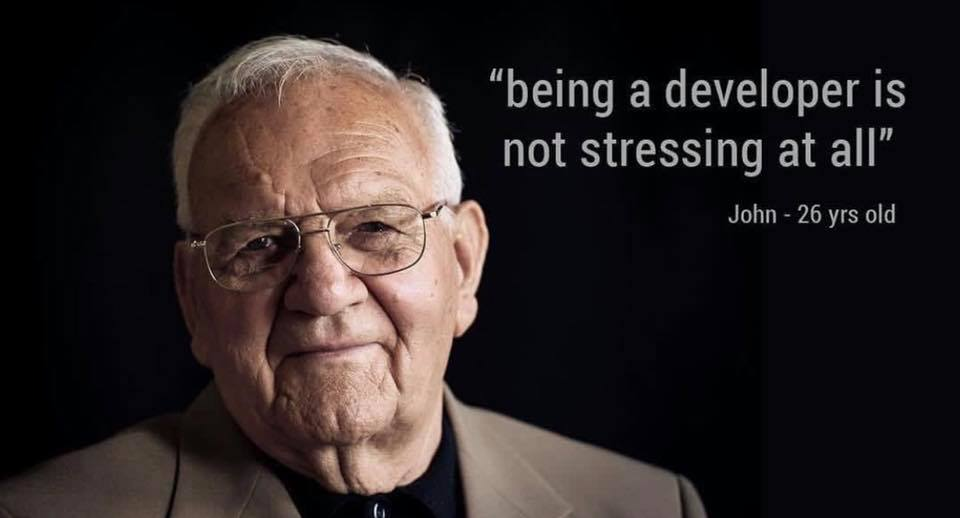 “being a developer is
not stressing at all”
John - 26 yrs old